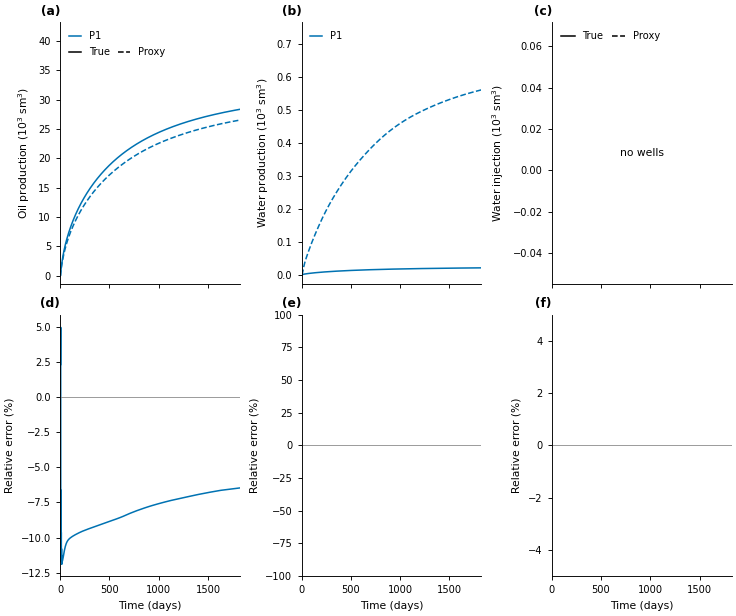 (a)
P1
True Proxy
Oil production (10³ sm³)
40
35
30
25
20
15
10
5
0
(b)
P1
Water production (10³ sm³)
0.7
0.6
0.5
0.4
0.3
0.2
0.1
0.0
(c)
True Proxy
Water injection (10³ sm³)
0.06
0.04
0.02
0.00
−0.02
−0.04
no wells
(d)
Relative error (%)
5.0
2.5
0.0
−2.5
−5.0
−7.5
−10.0
−12.5
0 500 1000 1500
Time (days)
(e)
Relative error (%)
100
75
50
25
0
−25
−50
−75
−100
0 500 1000 1500
Time (days)
(f)
Relative error (%)
4
2
0
−2
−4
0 500 1000 1500
Time (days)